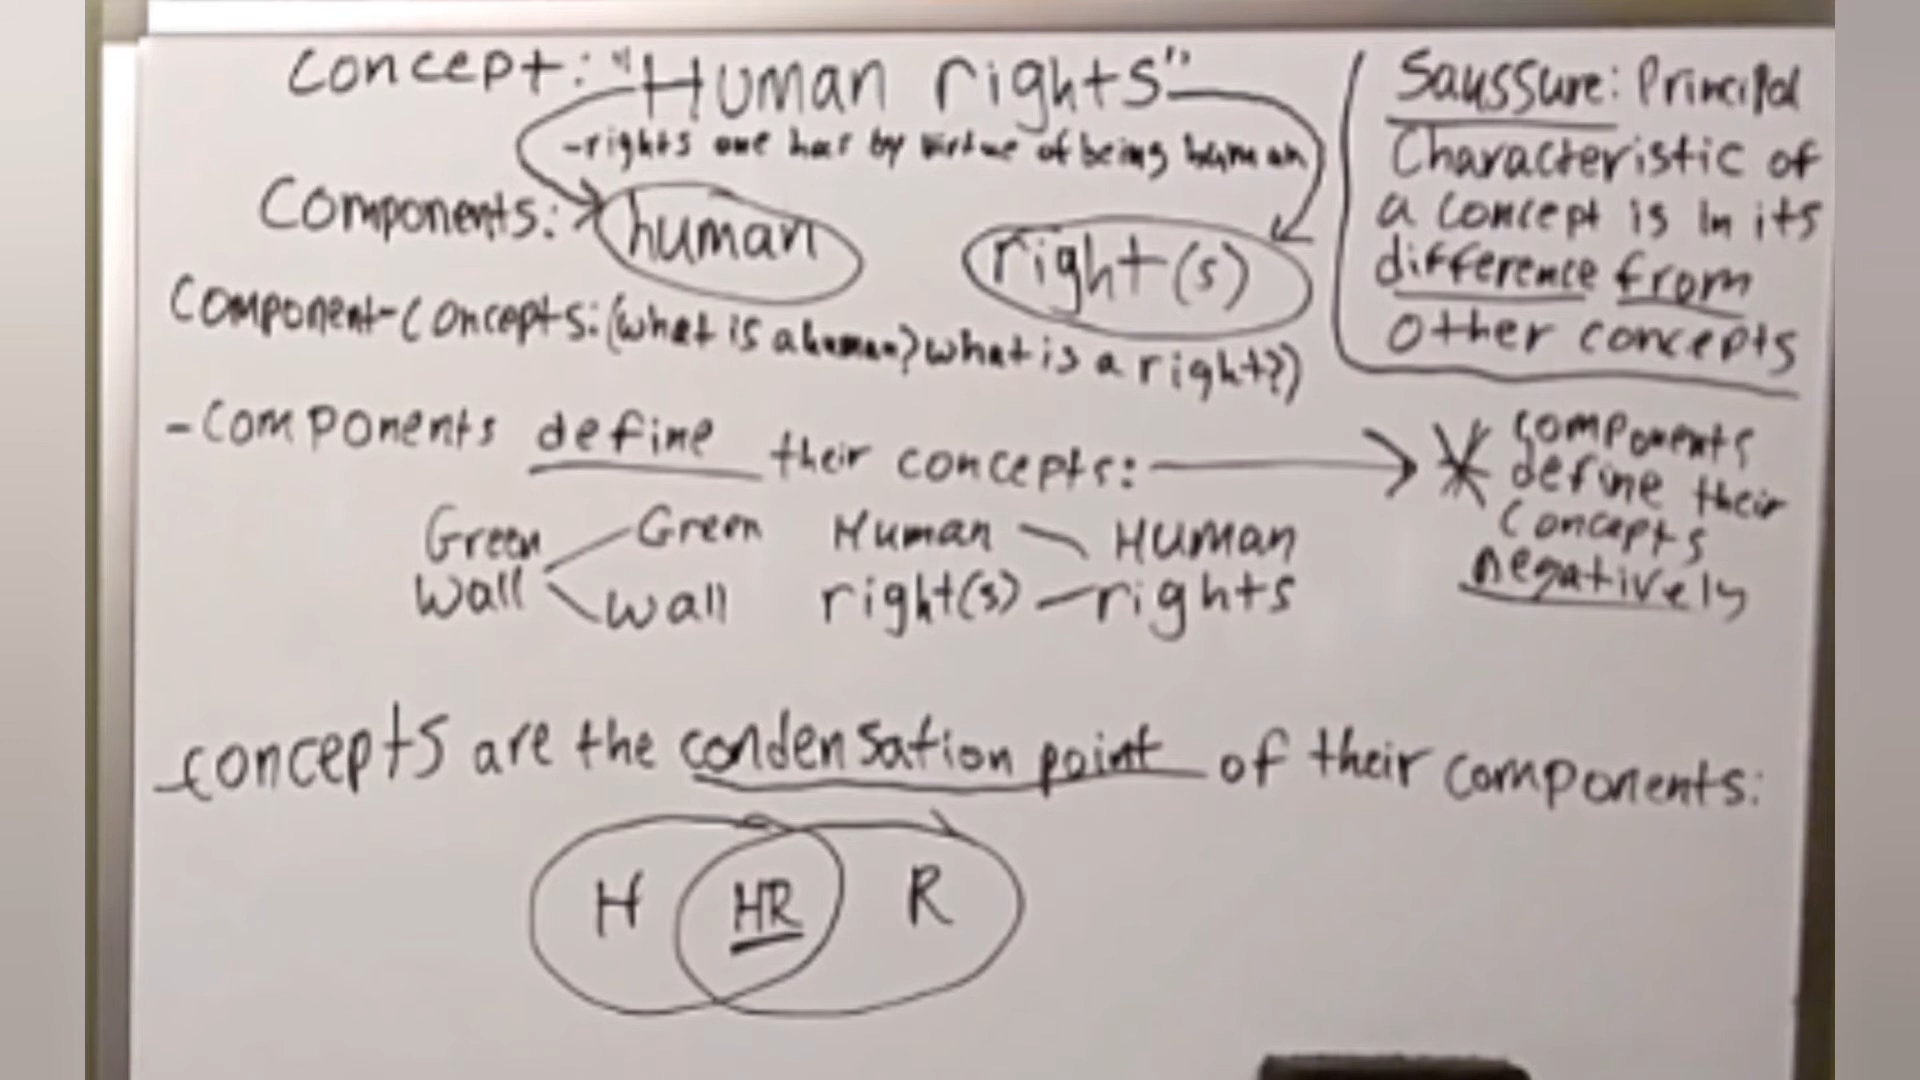 Concept: "Human rights"
-rights one has by virtue of being human
Components: human right(s)
Component-Concepts: (what is a human? what is a right?)
- Components define their concepts:
Green Wall Green wall
Human right(s) Human rights
concepts are the condensation point of their components:
H HR R
Saussure: Principal
Characteristic of
a concept is in its
difference from
other concepts
* components
define their
concepts
negatively